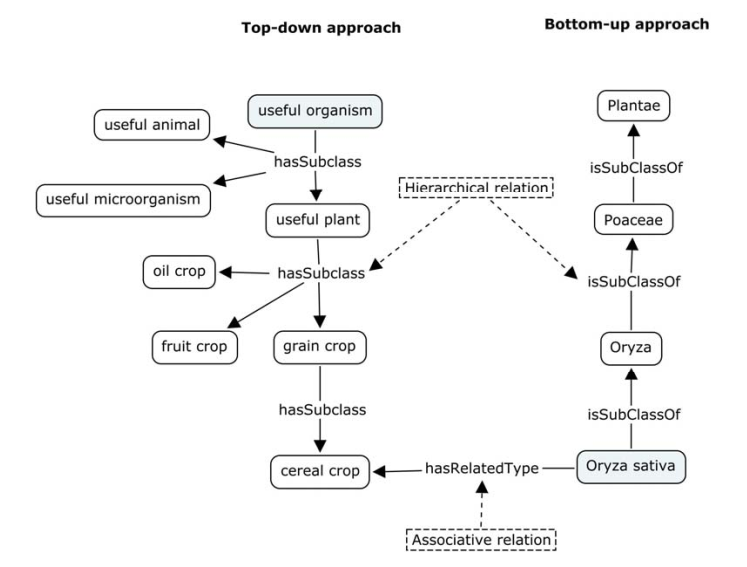 Top-down approach
Bottom-up approach
useful organism
Plantae
useful animal
hasSubclass
isSubClassOf
Hierarchical relation
useful microorganism
useful plant
Poaceae
oil crop
hasSubclass
isSubClassOf
fruit crop
grain crop
Oryza
hasSubclass
isSubClassOf
cereal crop
hasRelatedType
Oryza sativa
Associative relation